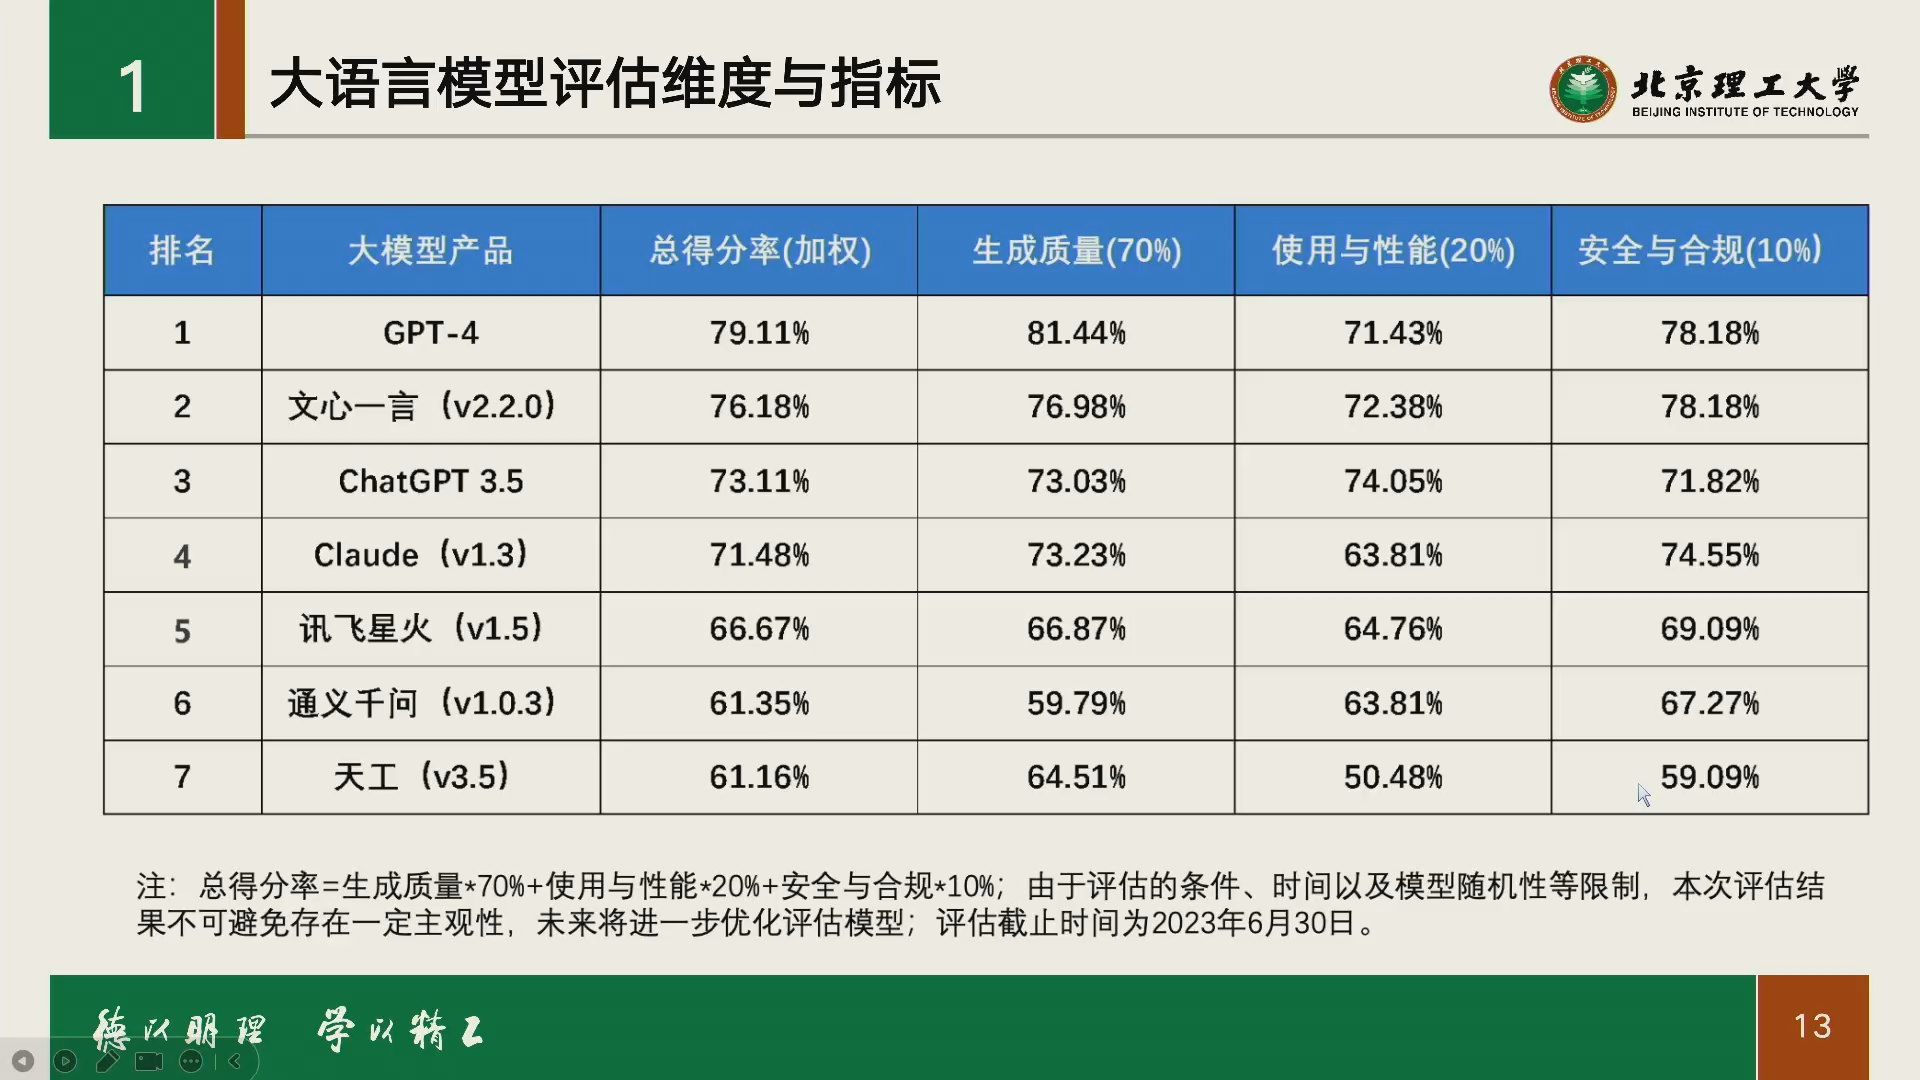 1
大语言模型评估维度与指标
北京理工大学
BEIJING INSTITUTE OF TECHNOLOGY
排名 大模型产品 总得分率(加权) 生成质量(70%) 使用与性能(20%) 安全与合规(10%)
1 GPT-4 79.11% 81.44% 71.43% 78.18%
2 文心一言（v2.2.0） 76.18% 76.98% 72.38% 78.18%
3 ChatGPT 3.5 73.11% 73.03% 74.05% 71.82%
4 Claude（v1.3） 71.48% 73.23% 63.81% 74.55%
5 讯飞星火（v1.5） 66.67% 66.87% 64.76% 69.09%
6 通义千问（v1.0.3） 61.35% 59.79% 63.81% 67.27%
7 天工（v3.5） 61.16% 64.51% 50.48% 59.09%
注：总得分率=生成质量*70%+使用与性能*20%+安全与合规*10%；由于评估的条件、时间以及模型随机性等限制，本次评估结
果不可避免存在一定主观性，未来将进一步优化评估模型；评估截止时间为2023年6月30日。
德以明理 学以精工
13